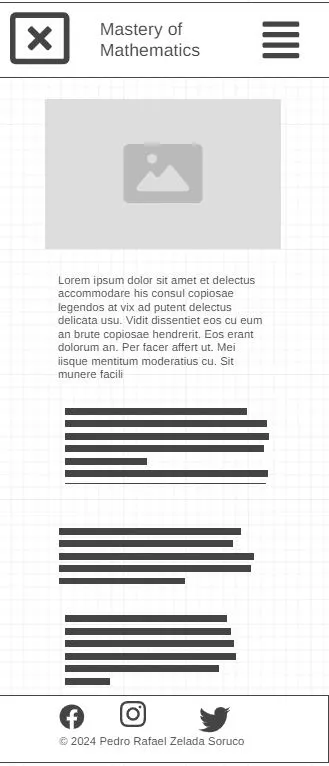 Mastery of
Mathematics
Lorem ipsum dolor sit amet et delectus
accommodare his consul copiosae
legendos at vix ad putent delectus
delicata usu. Vidit dissentiet eos cu eum
an brute copiosae hendrerit. Eos erant
dolorum an. Per facer affert ut. Mei
iisque mentitum moderatius cu. Sit
munere facili
© 2024 Pedro Rafael Zelada Soruco